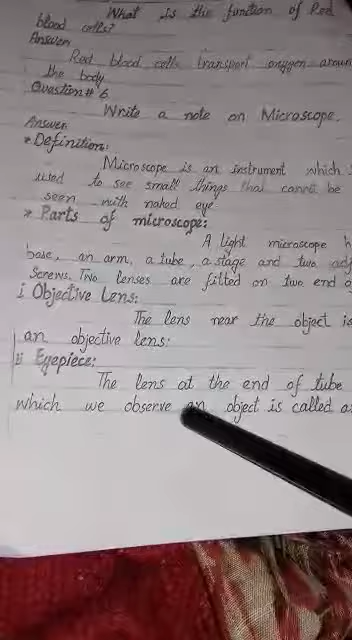 What is the function of Red
blood cells?
Answer
Red blood cells transport oxygen aroun
the body
Question # 6
Write a note on Microscope.
Answer
* Definition:
Microscope is an instrument which
used to see small things that cannot be
seen with naked eye
* Parts of microscope:
A light microscope h
base, an arm, a tube, a stage and two adj
Screws. Two lenses are fitted on two end o
i Objective Lens:
The lens near the object is
an objective lens:
ii Eyepiece:
The lens at the end of tube
which we observe an object is called a